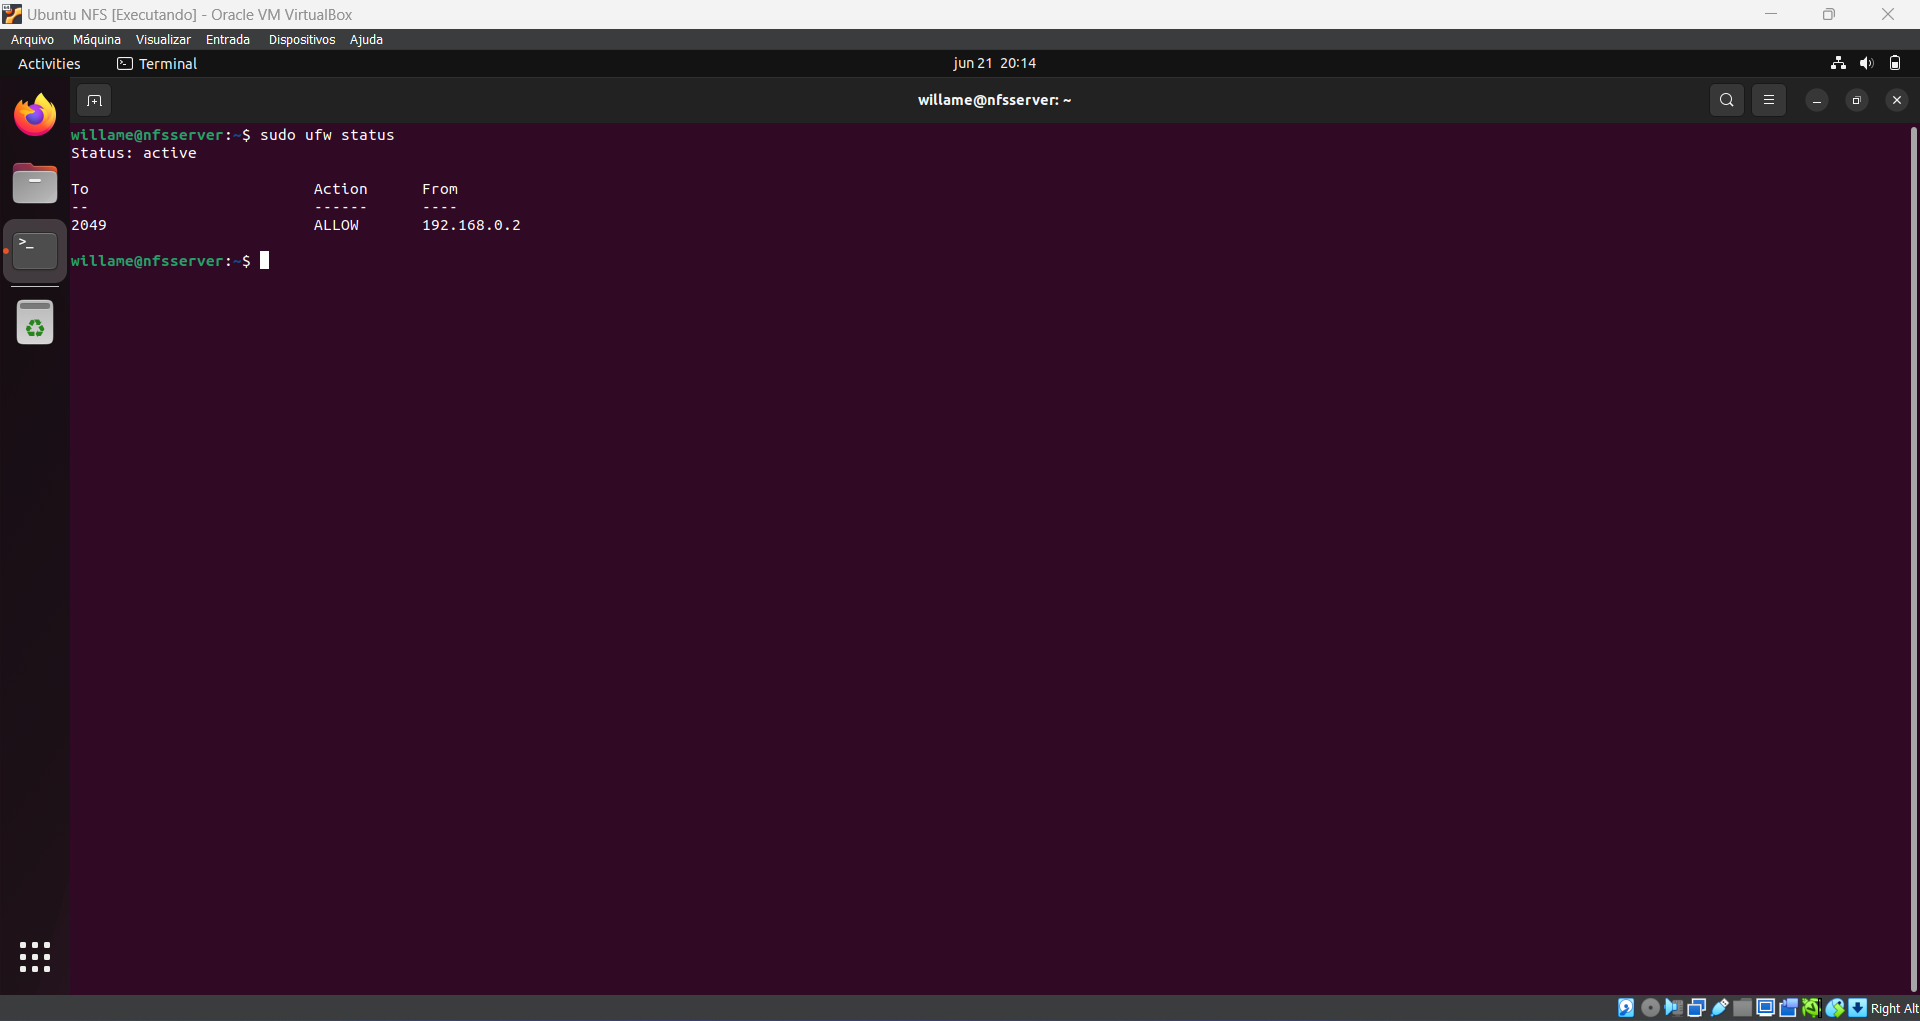 Ubuntu NFS [Executando] - Oracle VM VirtualBox
Arquivo Máquina Visualizar Entrada Dispositivos Ajuda
Activities Terminal jun 21 20:14
willame@nfsserver: ~
willame@nfsserver:~$ sudo ufw status
Status: active
To Action From
-- ------ ----
2049 ALLOW 192.168.0.2
willame@nfsserver:~$
Right Alt